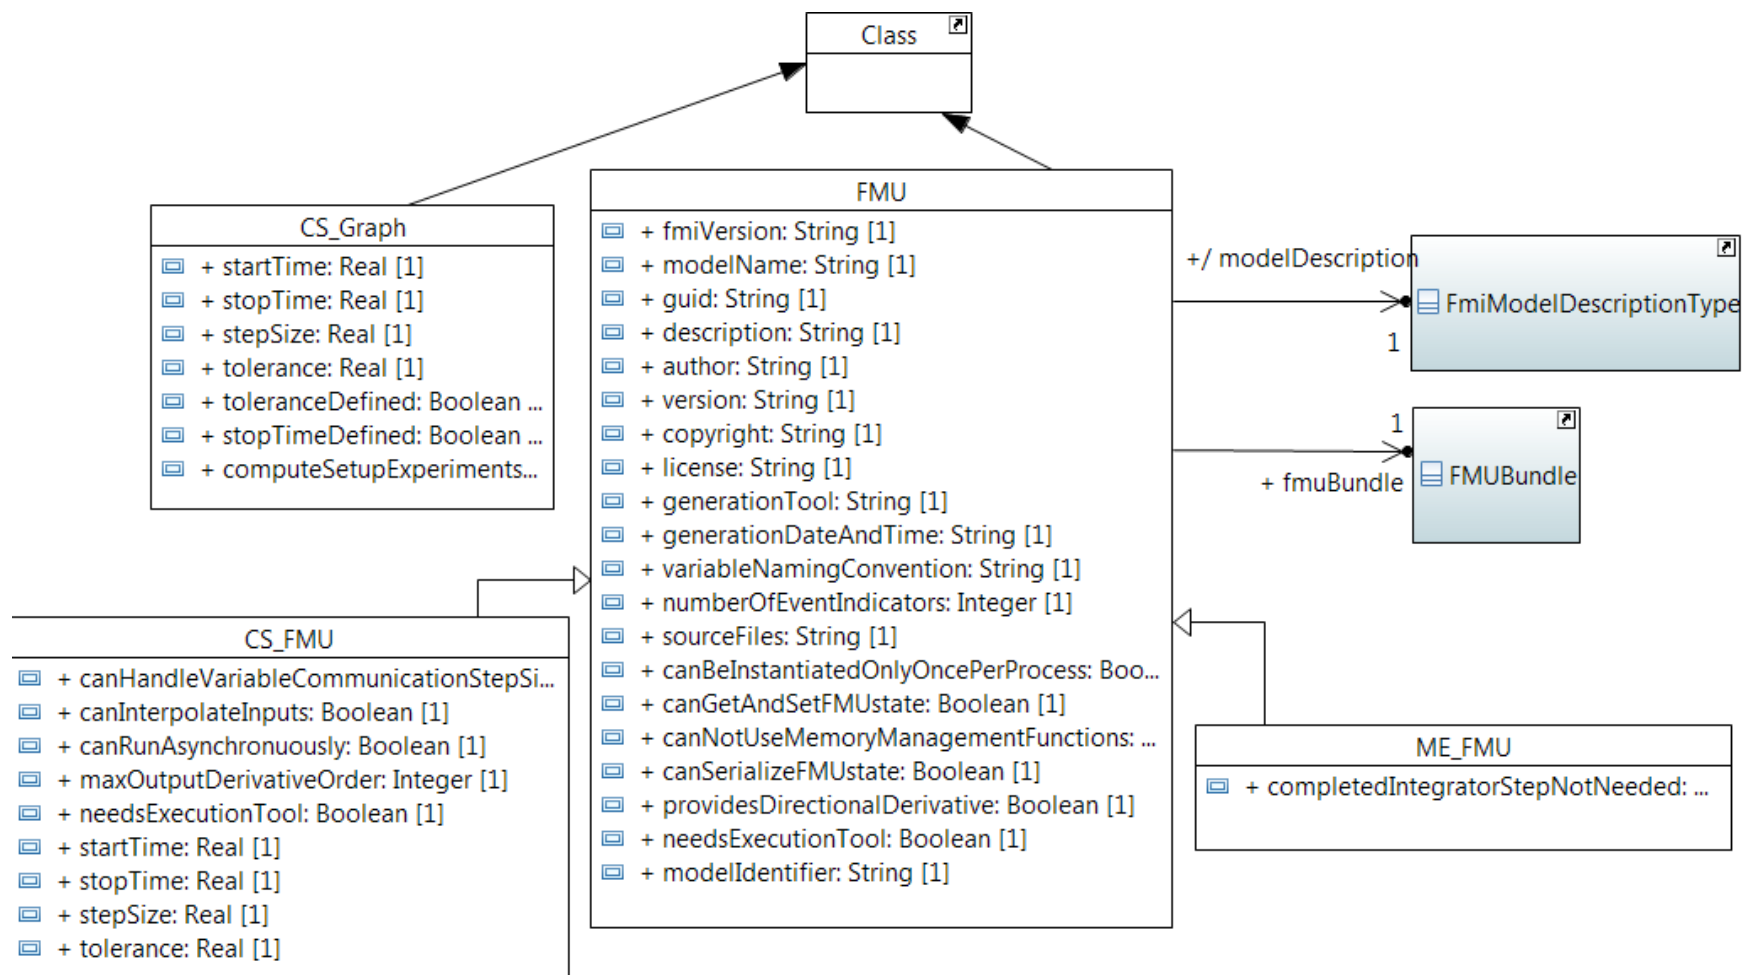 Class
CS_Graph
+ startTime: Real [1]
+ stopTime: Real [1]
+ stepSize: Real [1]
+ tolerance: Real [1]
+ toleranceDefined: Boolean ...
+ stopTimeDefined: Boolean ...
+ computeSetupExperiments...
FMU
+ fmiVersion: String [1]
+ modelName: String [1]
+ guid: String [1]
+ description: String [1]
+ author: String [1]
+ version: String [1]
+ copyright: String [1]
+ license: String [1]
+ generationTool: String [1]
+ generationDateAndTime: String [1]
+ variableNamingConvention: String [1]
+ numberOfEventIndicators: Integer [1]
+ sourceFiles: String [1]
+ canBeInstantiatedOnlyOncePerProcess: Boo...
+ canGetAndSetFMUstate: Boolean [1]
+ canNotUseMemoryManagementFunctions: ...
+ canSerializeFMUstate: Boolean [1]
+ providesDirectionalDerivative: Boolean [1]
+ needsExecutionTool: Boolean [1]
+ modelIdentifier: String [1]
+/ modelDescription
1
FmiModelDescriptionType
1
+ fmuBundle
FMUBundle
CS_FMU
+ canHandleVariableCommunicationStepSi...
+ canInterpolateInputs: Boolean [1]
+ canRunAsynchronuously: Boolean [1]
+ maxOutputDerivativeOrder: Integer [1]
+ needsExecutionTool: Boolean [1]
+ startTime: Real [1]
+ stopTime: Real [1]
+ stepSize: Real [1]
+ tolerance: Real [1]
ME_FMU
+ completedIntegratorStepNotNeeded: ...